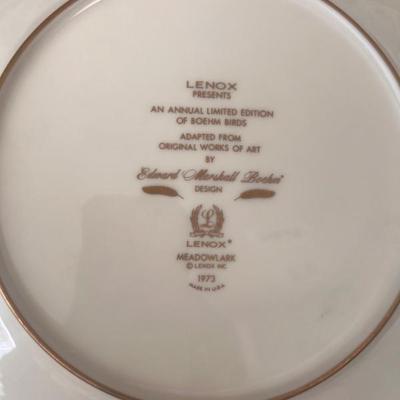 LENOX
PRESENTS
AN ANNUAL LIMITED EDITION
OF BOEHM BIRDS
ADAPTED FROM
ORIGINAL WORKS OF ART
BY
Edward Marshall Boehm®
DESIGN
L
LENOX®
MEADOWLARK
© LENOX INC
1973
MADE IN U.S.A.